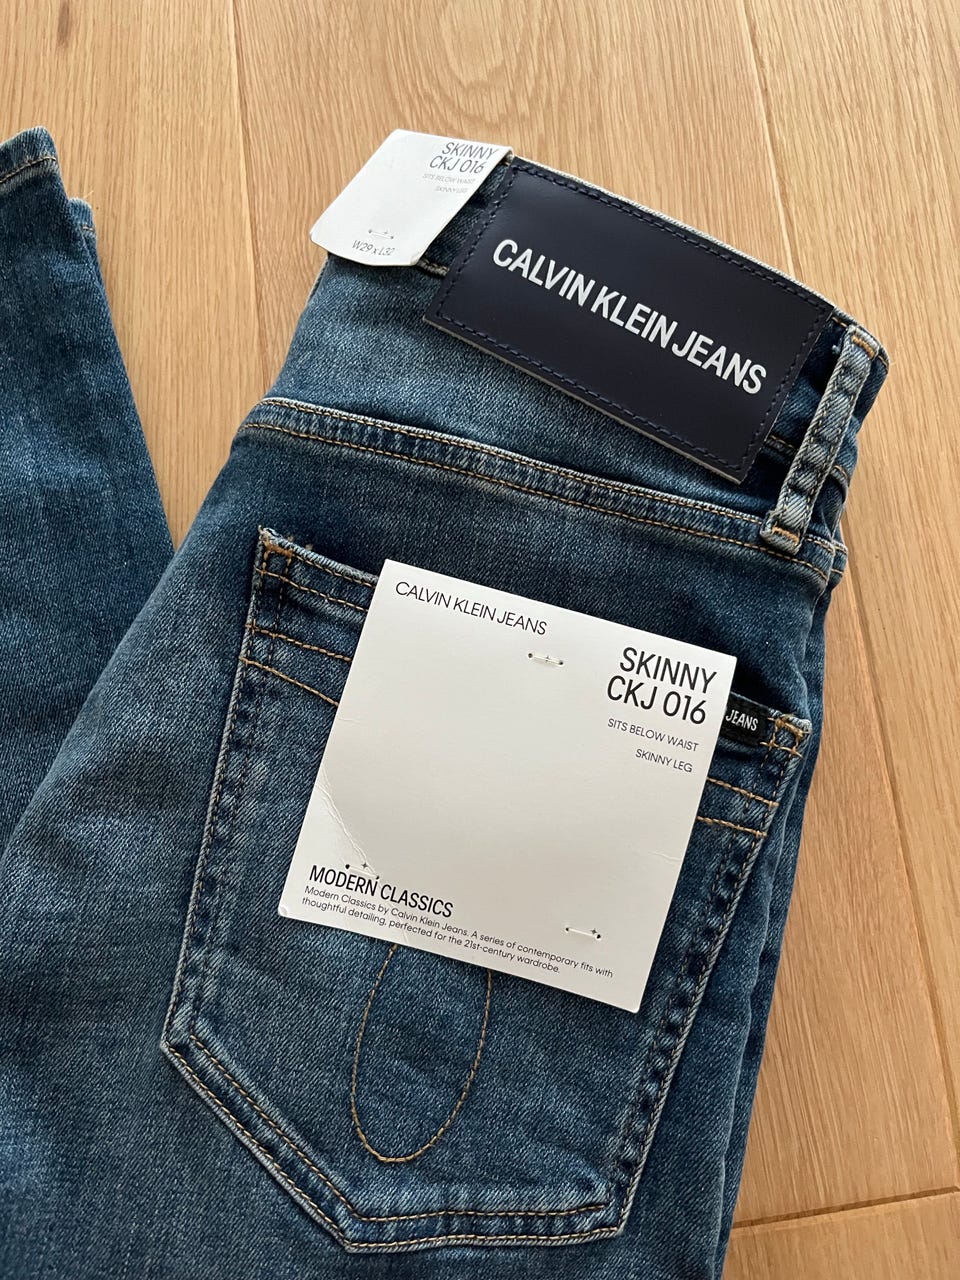 SKINNY
CKJ 016
SITS BELOW WAIST
SKINNY LEG
W29 x L32
CALVIN KLEIN JEANS
CALVIN KLEIN JEANS
SKINNY
CKJ 016
SITS BELOW WAIST
SKINNY LEG
JEANS
MODERN CLASSICS
Modern Classics by Calvin Klein Jeans. A series of contemporary fits with
thoughtful detailing, perfected for the 21st-century wardrobe.